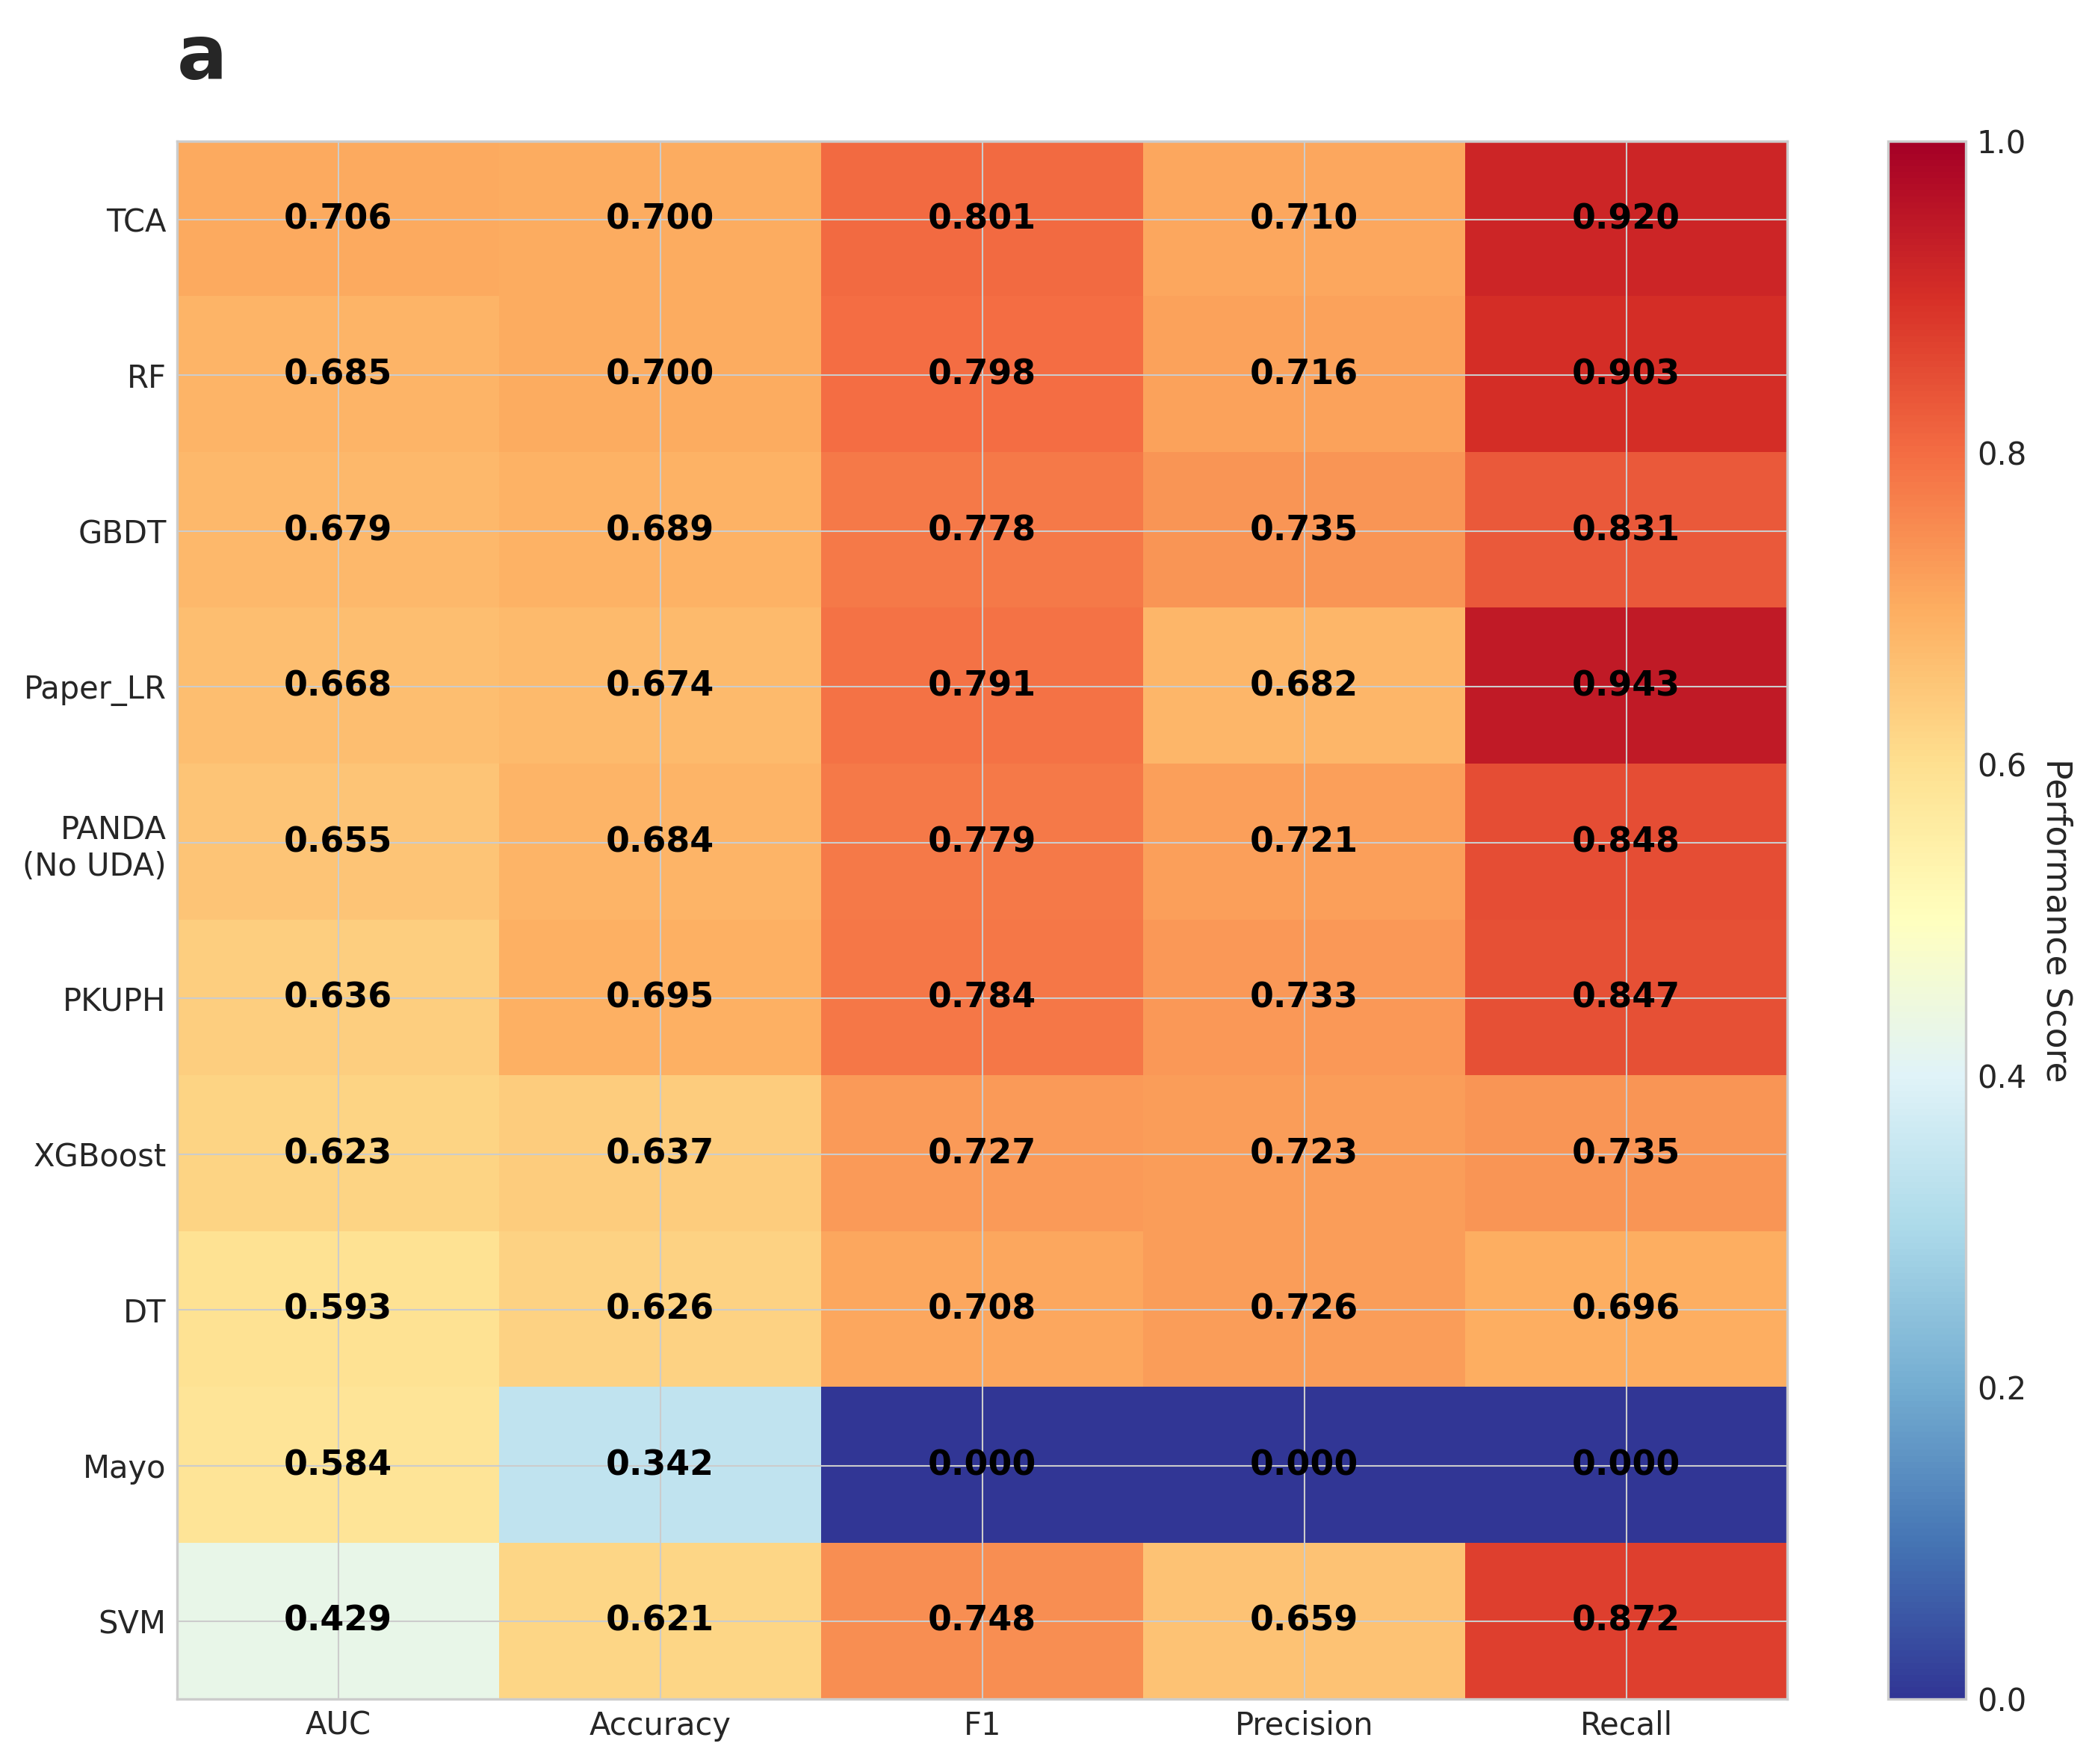 a
TCA 0.706 0.700 0.801 0.710 0.920
RF 0.685 0.700 0.798 0.716 0.903
GBDT 0.679 0.689 0.778 0.735 0.831
Paper_LR 0.668 0.674 0.791 0.682 0.943
PANDA
(No UDA) 0.655 0.684 0.779 0.721 0.848
PKUPH 0.636 0.695 0.784 0.733 0.847
XGBoost 0.623 0.637 0.727 0.723 0.735
DT 0.593 0.626 0.708 0.726 0.696
Mayo 0.584 0.342 0.000 0.000 0.000
SVM 0.429 0.621 0.748 0.659 0.872
AUC Accuracy F1 Precision Recall
1.0
0.8
0.6
0.4
0.2
0.0
Performance Score